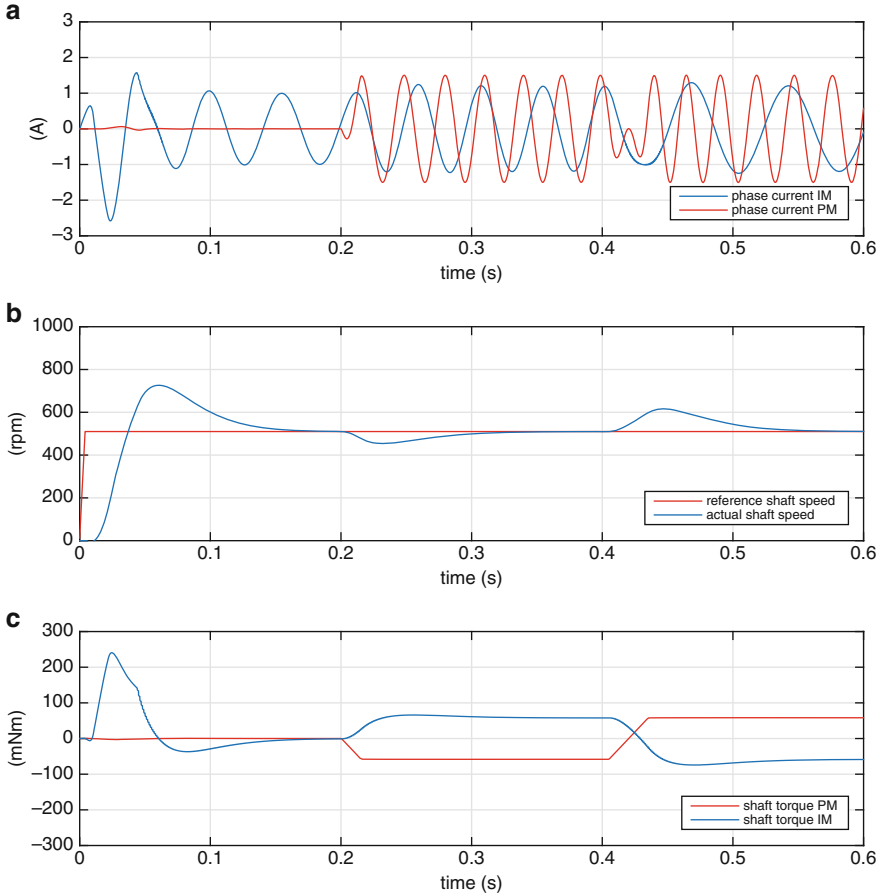 a
3
2
1
0
−1
−2
−3
(A)
phase current IM
phase current PM
0 0.1 0.2 0.3 0.4 0.5 0.6
time (s)
b
1000
800
600
400
200
0
(rpm)
reference shaft speed
actual shaft speed
0 0.1 0.2 0.3 0.4 0.5 0.6
time (s)
c
300
200
100
0
−100
−200
−300
(mNm)
shaft torque PM
shaft torque IM
0 0.1 0.2 0.3 0.4 0.5 0.6
time (s)